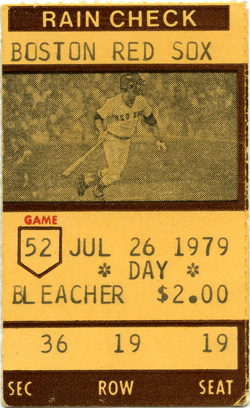 RAIN CHECK
BOSTON RED SOX
GAME
52 JUL 26 1979
* DAY *
BLEACHER $2.00
36 19 19
SEC ROW SEAT